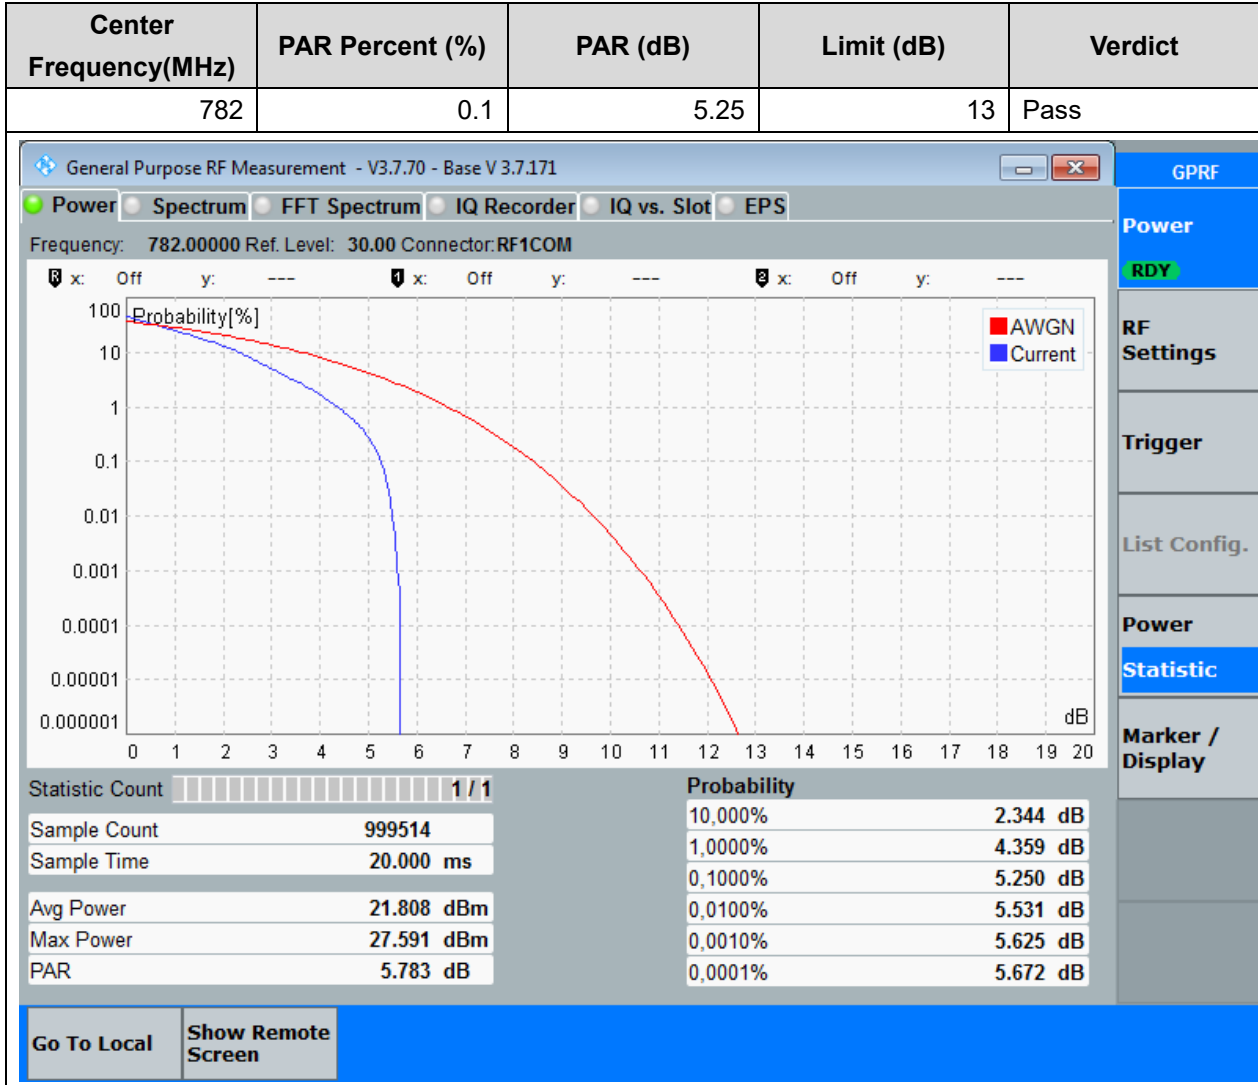 Center Frequency(MHz) PAR Percent (%) PAR (dB) Limit (dB) Verdict
782 0.1 5.25 13 Pass
General Purpose RF Measurement - V3.7.70 - Base V 3.7.171
GPRF
Power Spectrum FFT Spectrum IQ Recorder IQ vs. Slot EPS
Power
RDY
Frequency: 782.00000 Ref. Level: 30.00 Connector: RF1COM
R x: Off y: --- 1 x: Off y: --- 2 x: Off y: ---
Probability[%]
AWGN
Current
100
10
1
0.1
0.01
0.001
0.0001
0.00001
0.000001
dB
0 1 2 3 4 5 6 7 8 9 10 11 12 13 14 15 16 17 18 19 20
RF Settings
Trigger
List Config.
Power
Statistic
Marker / Display
Statistic Count 1 / 1
Sample Count 999514
Sample Time 20.000 ms
Avg Power 21.808 dBm
Max Power 27.591 dBm
PAR 5.783 dB
Probability
10,000% 2.344 dB
1,0000% 4.359 dB
0,1000% 5.250 dB
0,0100% 5.531 dB
0,0010% 5.625 dB
0,0001% 5.672 dB
Go To Local
Show Remote Screen